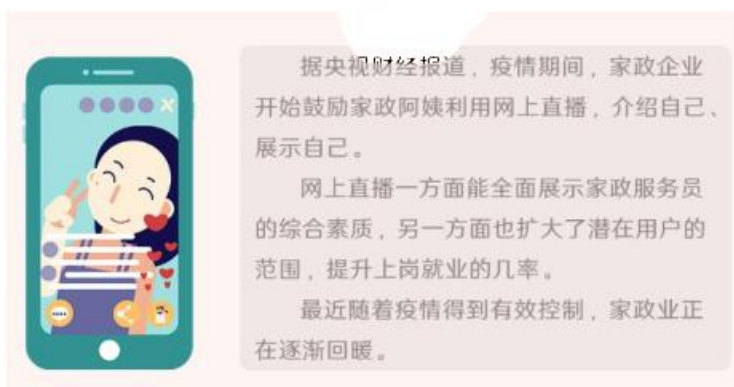 据央视财经报道，疫情期间，家政企业
开始鼓励家政阿姨利用网上直播，介绍自己、
展示自己。
网上直播一方面能全面展示家政服务员
的综合素质，另一方面也扩大了潜在用户的
范围，提升上岗就业的几率。
最近随着疫情得到有效控制，家政业正
在逐渐回暖。